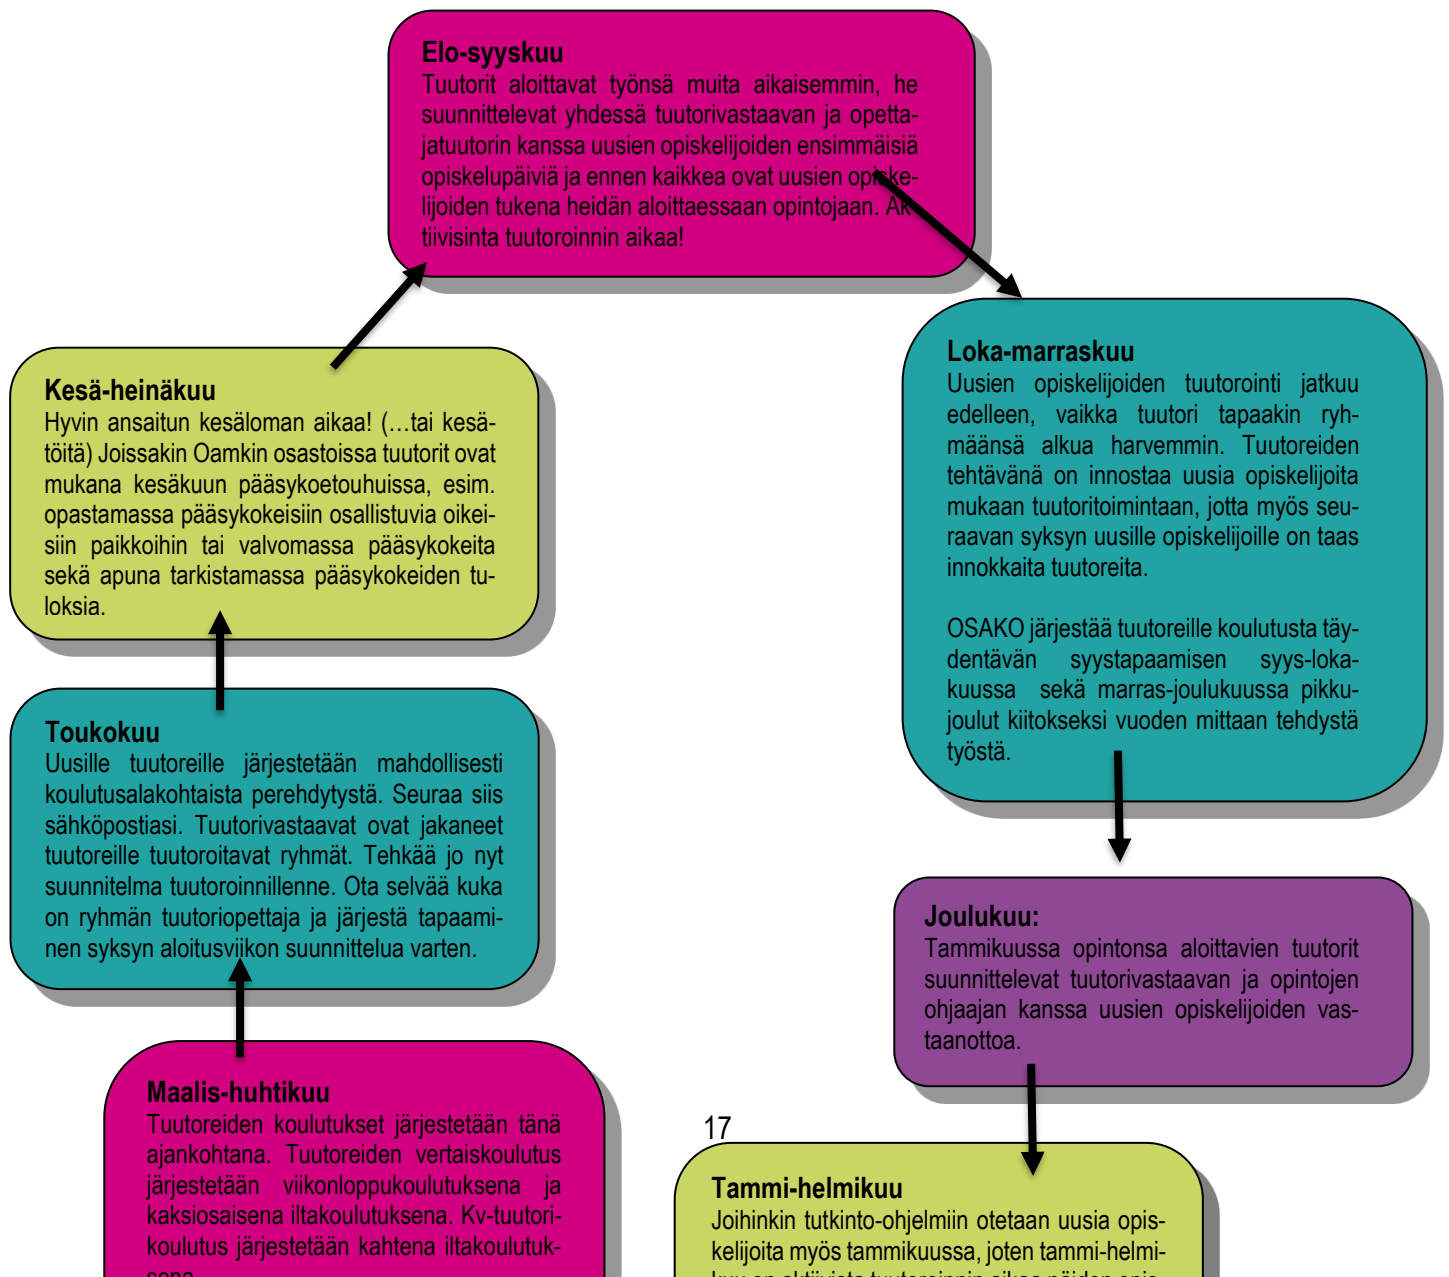 Elo-syyskuu
Tuutorit aloittavat työnsä muita aikaisemmin, he
suunnittelevat yhdessä tuutorivastaavan ja opetta-
jatuutorin kanssa uusien opiskelijoiden ensimmäisiä
opiskelupäiviä ja ennen kaikkea ovat uusien opiske-
lijoiden tukena heidän aloittaessaan opintojaan. Ak
tiivisinta tuutoroinnin aikaa!
Loka-marraskuu
Uusien opiskelijoiden tuutorointi jatkuu
edelleen, vaikka tuutori tapaakin ryh-
määnsä alkua harvemmin. Tuutoreiden
tehtävänä on innostaa uusia opiskelijoita
mukaan tuutoritoimintaan, jotta myös seu-
raavan syksyn uusille opiskelijoille on taas
innokkaita tuutoreita.
OSAKO järjestää tuutoreille koulutusta täy-
dentävän syystapaamisen syys-loka-
kuussa sekä marras-joulukuussa pikku-
joulut kiitokseksi vuoden mittaan tehdystä
työstä.
Joulukuu:
Tammikuussa opintonsa aloittavien tuutorit
suunnittelevat tuutorivastaavan ja opintojen
ohjaajan kanssa uusien opiskelijoiden vas-
taanottoa.
Tammi-helmikuu
Joihinkin tutkinto-ohjelmiin otetaan uusia opis-
kelijoita myös tammikuussa, joten tammi-helmi-
kuu on aktiivista tuutoroinnin aikaa näiden opis-
Maalis-huhtikuu
Tuutoreiden koulutukset järjestetään tänä
ajankohtana. Tuutoreiden vertaiskoulutus
järjestetään viikonloppukoulutuksena ja
kaksiosaisena iltakoulutuksena. Kv-tuutori-
koulutus järjestetään kahtena iltakoulutuk-
sena
Toukokuu
Uusille tuutoreille järjestetään mahdollisesti
koulutusalakohtaista perehdytystä. Seuraa siis
sähköpostiasi. Tuutorivastaavat ovat jakaneet
tuutoreille tuutoroitavat ryhmät. Tehkää jo nyt
suunnitelma tuutoroinnillenne. Ota selvää kuka
on ryhmän tuutoriopettaja ja järjestä tapaami-
nen syksyn aloitusviikon suunnittelua varten.
Kesä-heinäkuu
Hyvin ansaitun kesäloman aikaa! (…tai kesä-
töitä) Joissakin Oamkin osastoissa tuutorit ovat
mukana kesäkuun pääsykoetouhuissa, esim.
opastamassa pääsykokeisiin osallistuvia oikei-
siin paikkoihin tai valvomassa pääsykokeita
sekä apuna tarkistamassa pääsykokeiden tu-
loksia.
17